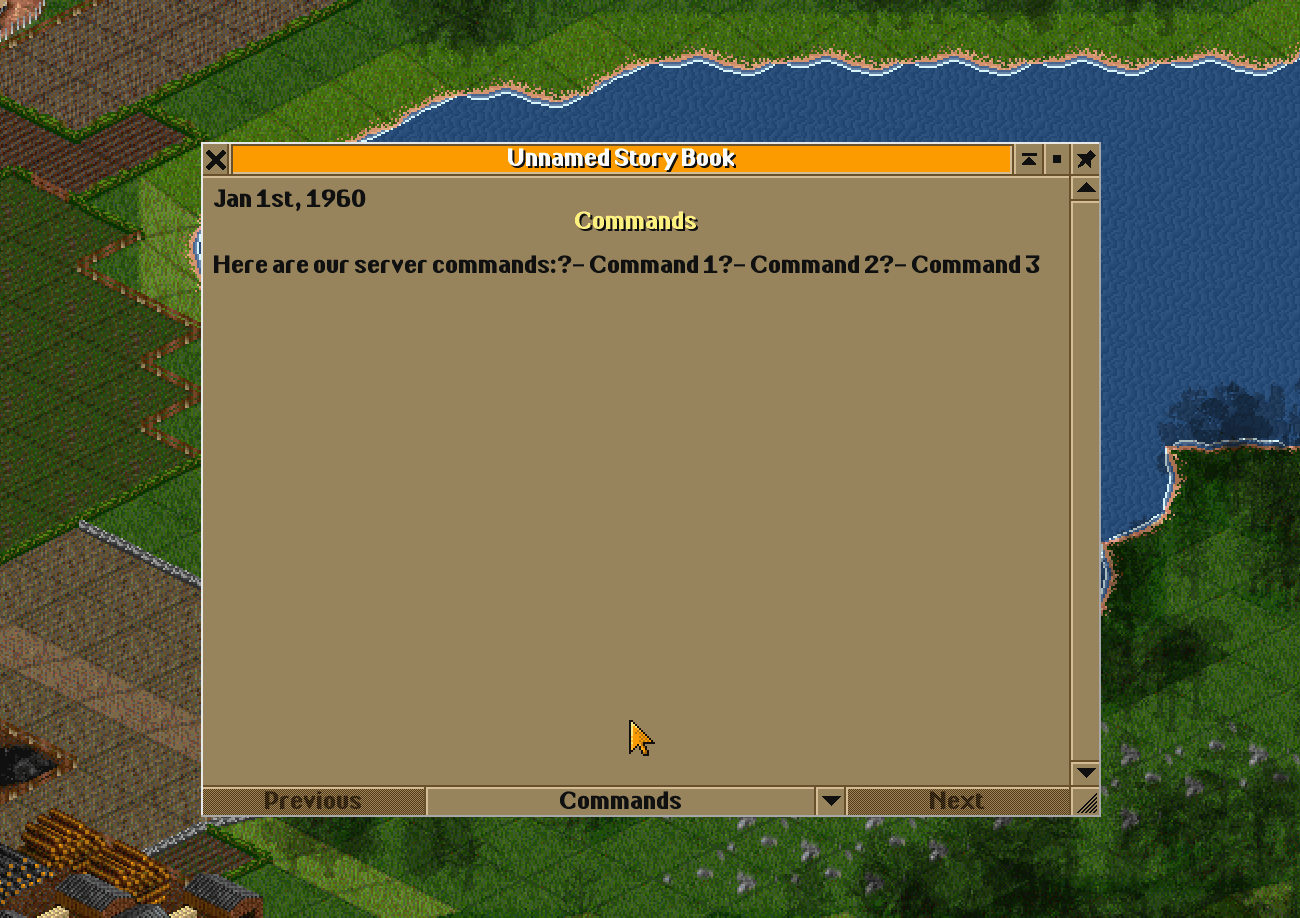 Unnamed Story Book
Jan 1st, 1960
Commands
Here are our server commands:?- Command 1?- Command 2?- Command 3
Previous
Commands
Next